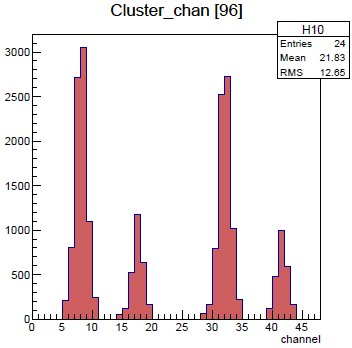 Cluster_chan [96]
H10
Entries 24
Mean 21.83
RMS 12.65
3000
2500
2000
1500
1000
500
0
0 5 10 15 20 25 30 35 40 45
channel